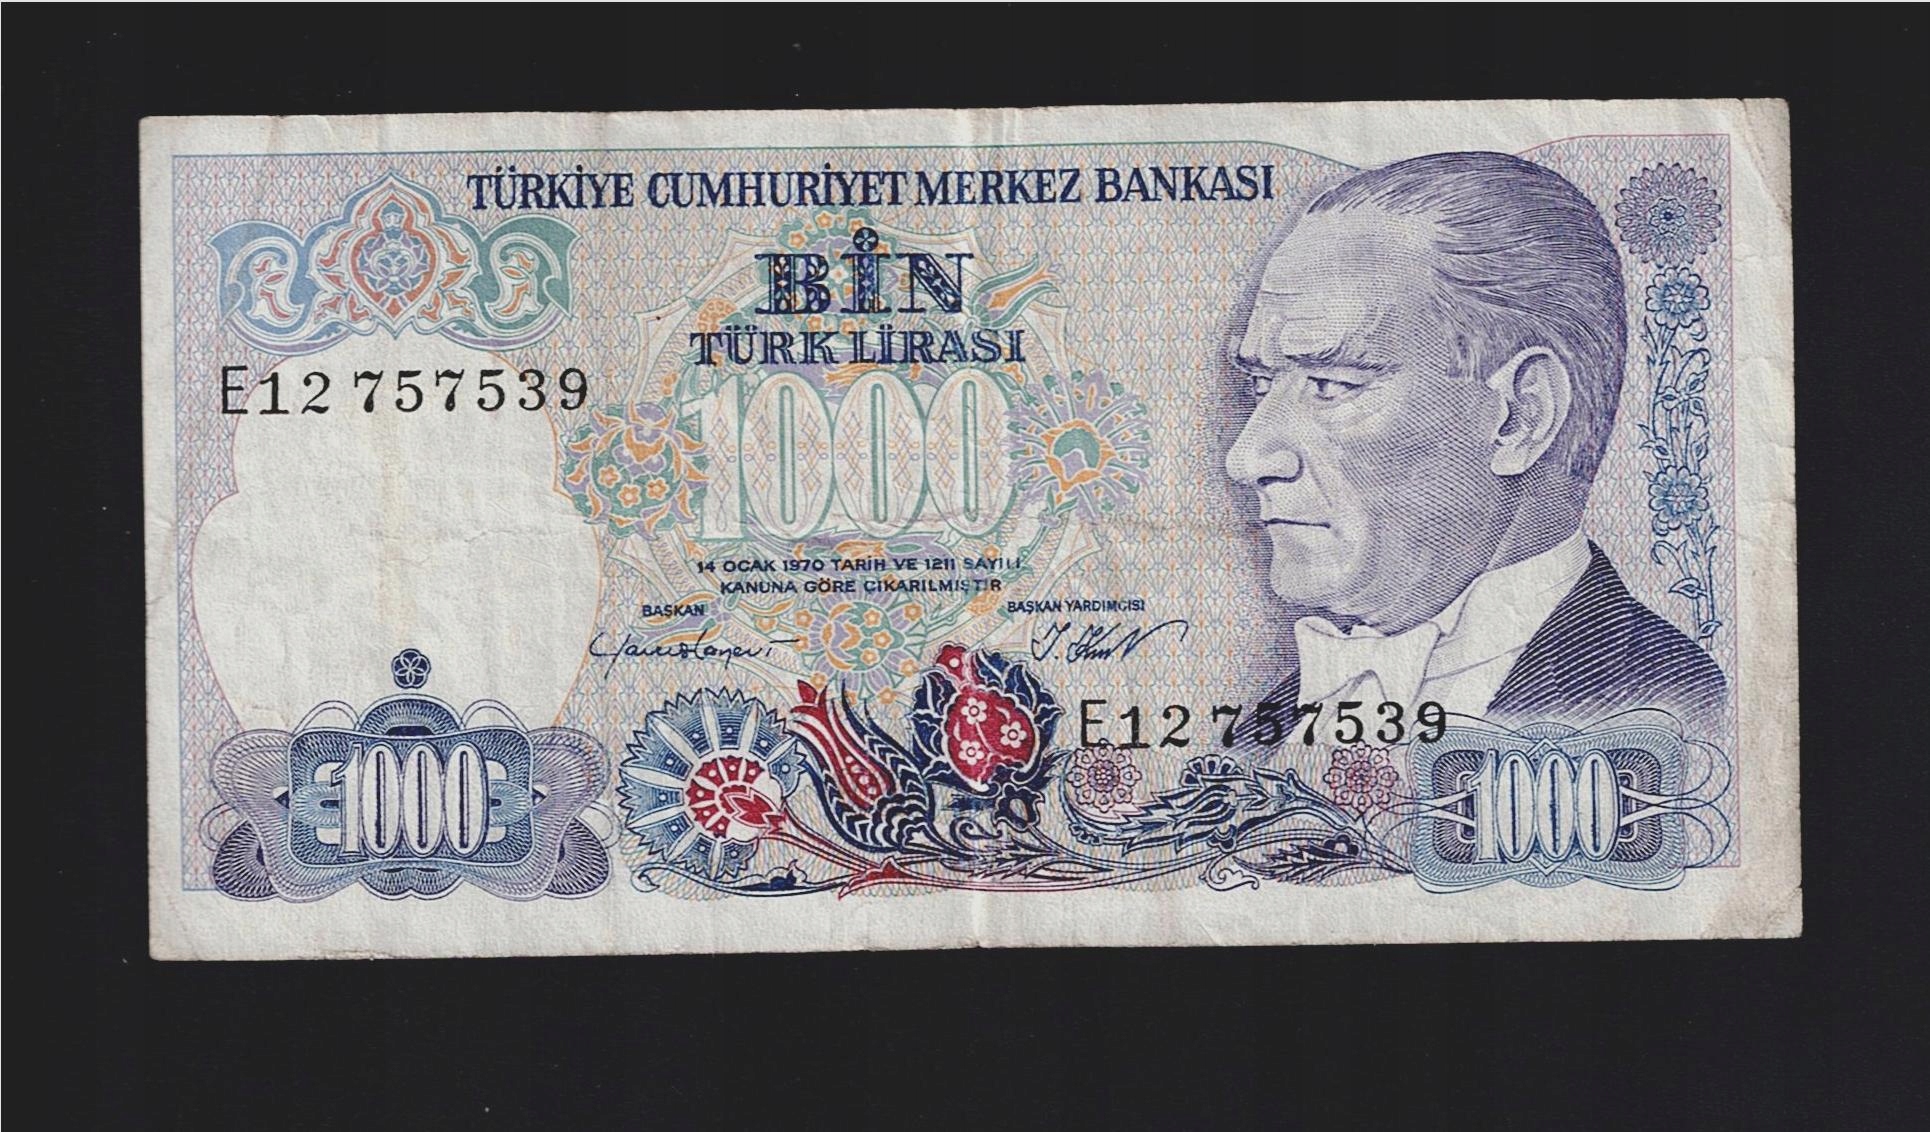 TÜRKİYE CUMHURİYET MERKEZ BANKASI
BİN
TÜRK LİRASI
E12 757539
1000
14 OCAK 1970 TARİH VE 1211 SAYILI
KANUNA GÖRE ÇIKARILMIŞTIR
BAŞKAN
BAŞKAN YARDIMCISI
E12 757539
1000
1000